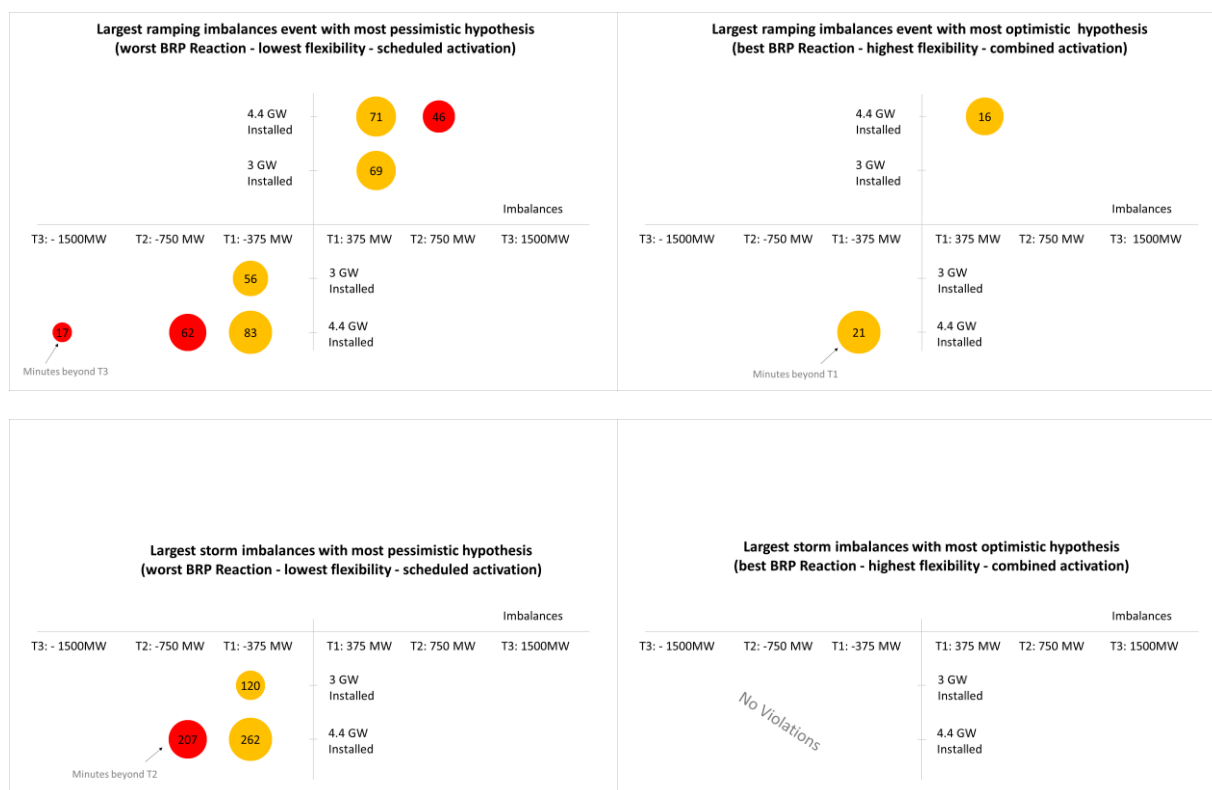 Largest ramping imbalances event with most pessimistic hypothesis
(worst BRP Reaction - lowest flexibility - scheduled activation)
4.4 GW
Installed
71
46
3 GW
Installed
69
Imbalances
T3: - 1500MW
T2: -750 MW
T1: -375 MW
T1: 375 MW
T2: 750 MW
T3: 1500MW
56
3 GW
Installed
17
62
83
4.4 GW
Installed
Minutes beyond T3
Largest ramping imbalances event with most optimistic hypothesis
(best BRP Reaction - highest flexibility - combined activation)
4.4 GW
Installed
16
3 GW
Installed
Imbalances
T3: - 1500MW
T2: -750 MW
T1: -375 MW
T1: 375 MW
T2: 750 MW
T3: 1500MW
3 GW
Installed
21
4.4 GW
Installed
Minutes beyond T1
Largest storm imbalances with most pessimistic hypothesis
(worst BRP Reaction - lowest flexibility - scheduled activation)
Imbalances
T3: - 1500MW
T2: -750 MW
T1: -375 MW
T1: 375 MW
T2: 750 MW
T3: 1500MW
120
3 GW
Installed
207
262
4.4 GW
Installed
Minutes beyond T2
Largest storm imbalances with most optimistic hypothesis
(best BRP Reaction - highest flexibility - combined activation)
Imbalances
T3: - 1500MW
T2: -750 MW
T1: -375 MW
T1: 375 MW
T2: 750 MW
T3: 1500MW
3 GW
Installed
No Violations
4.4 GW
Installed